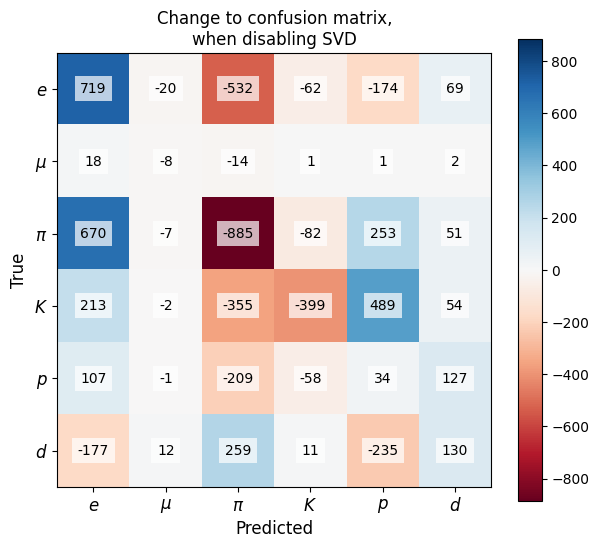 Change to confusion matrix,
when disabling SVD
e 719 -20 -532 -62 -174 69
μ 18 -8 -14 1 1 2
π 670 -7 -885 -82 253 51
K 213 -2 -355 -399 489 54
p 107 -1 -209 -58 34 127
d -177 12 259 11 -235 130
e μ π K p d
Predicted
True
800
600
400
200
0
−200
−400
−600
−800